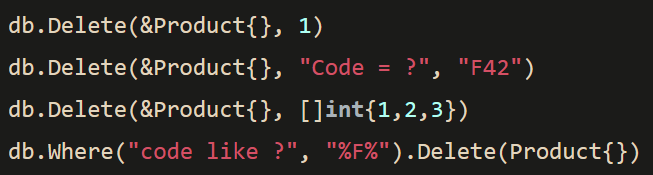 db.Delete(&Product{}, 1)
db.Delete(&Product{}, "Code = ?", "F42")
db.Delete(&Product{}, []int{1,2,3})
db.Where("code like ?", "%F%").Delete(Product{})